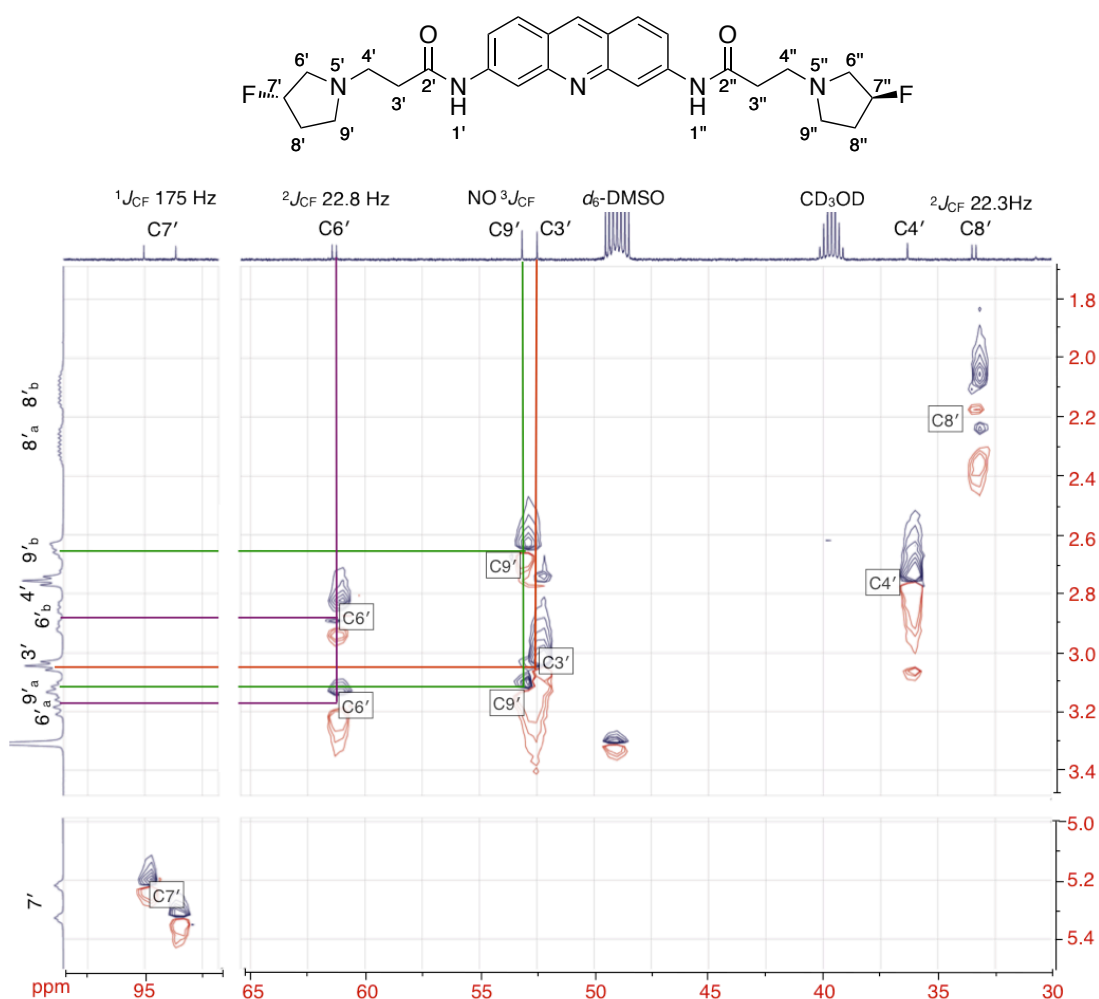 O O
6' 4' 4" 6"
F 7' N 5' 2' N N N 2" 5" N 7" F
H H
3' 3"
8' 9' 1' 1" 9" 8"
¹J_CF 175 Hz ²J_CF 22.8 Hz NO ³J_CF d₆-DMSO CD₃OD ²J_CF 22.3Hz
C7′ C6′ C9′ C3′ C4′ C8′
1.8
8′b 2.0
C8′ 2.2
8′a
2.4
9′b 2.6
C9′
4′ C4′
2.8
6′b C6′
3′ C3′ 3.0
9′a C9′
6′a C6′
3.2
3.4
5.0
7′ C7′ 5.2
5.4
ppm 95 65 60 55 50 45 40 35 30